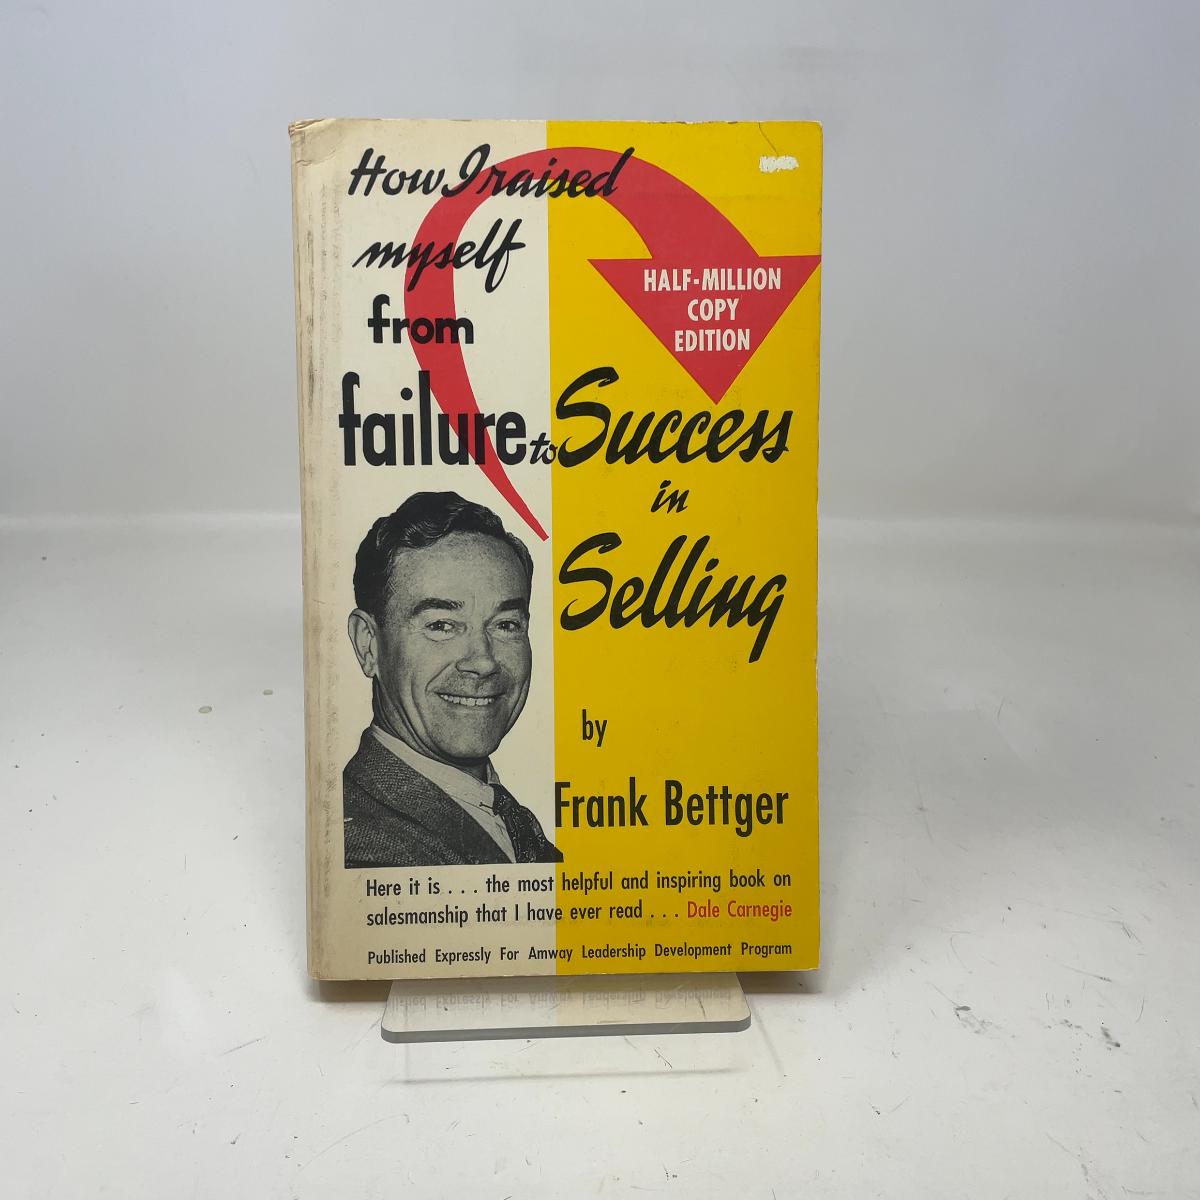 How I raised
myself
from
failure to Success
in
Selling
HALF-MILLION
COPY
EDITION
by
Frank Bettger
Here it is . . . the most helpful and inspiring book on
salesmanship that I have ever read . . . Dale Carnegie
Published Expressly For Amway Leadership Development Program